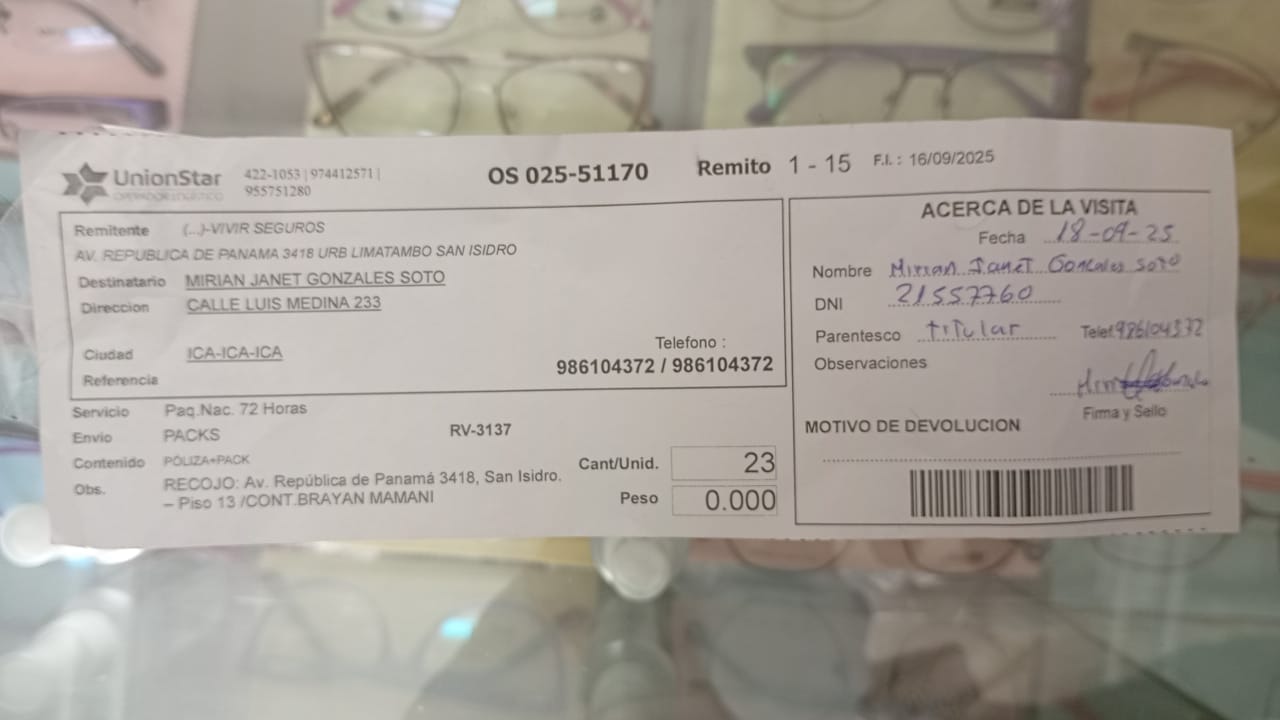 UnionStar
OPERADOR LOGISTICO
422-1053 | 974412571 |
955751280
OS 025-51170
Remito 1 - 15 F.I. : 16/09/2025
Remitente (...)-VIVIR SEGUROS
AV. REPUBLICA DE PANAMA 3418 URB LIMATAMBO SAN ISIDRO
Destinatario MIRIAN JANET GONZALES SOTO
Direccion CALLE LUIS MEDINA 233
Ciudad ICA-ICA-ICA
Telefono :
986104372 / 986104372
Referencia
Servicio Paq.Nac. 72 Horas
Envio PACKS RV-3137
Contenido POLIZA+PACK
Cant/Unid. 23
Obs. RECOJO: Av. República de Panamá 3418, San Isidro.
– Piso 13 /CONT.BRAYAN MAMANI
Peso 0.000
ACERCA DE LA VISITA
Fecha 18-09-25
Nombre Mirian Janet Gonzales Soto
DNI 21557760
Parentesco titular Telef. 986104372
Observaciones
Firma y Sello
MOTIVO DE DEVOLUCION